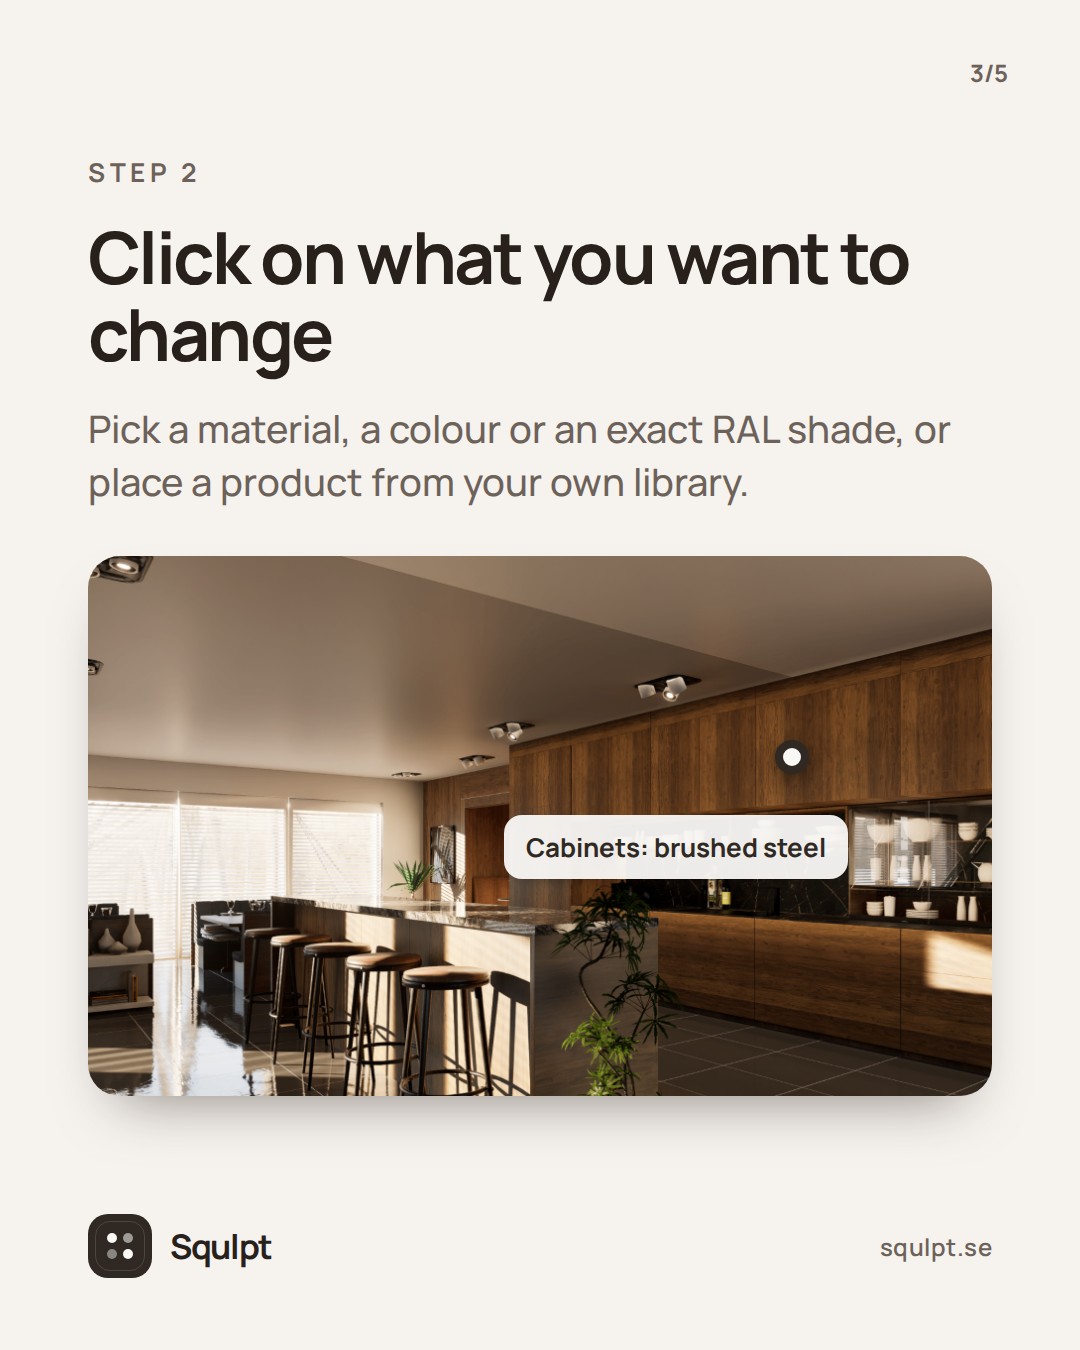 3/5
STEP 2
Click on what you want to
change
Pick a material, a colour or an exact RAL shade, or
place a product from your own library.
Cabinets: brushed steel
Squlpt
squlpt.se